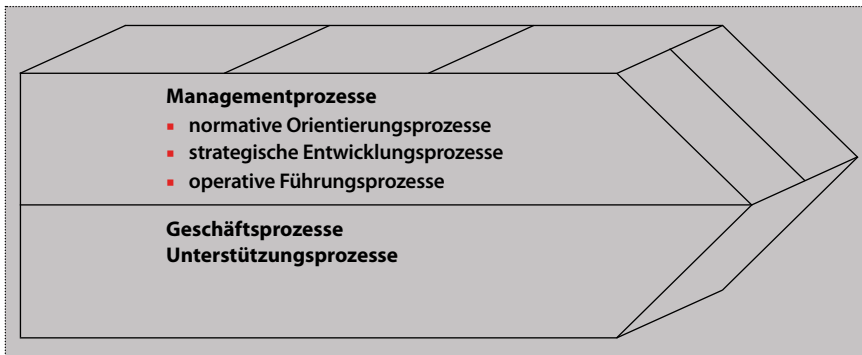 Managementprozesse
▪ normative Orientierungsprozesse
▪ strategische Entwicklungsprozesse
▪ operative Führungsprozesse
Geschäftsprozesse
Unterstützungsprozesse